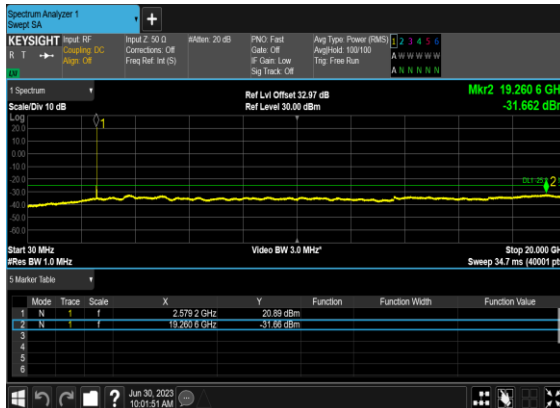 Spectrum Analyzer 1
Swept SA
+
KEYSIGHT Input: RF Input Z: 50 Ω #Atten: 20 dB PNO: Fast Avg Type: Power (RMS) 1 2 3 4 5 6
R T Coupling: DC Corrections: Off Gate: Off Avg|Hold: 100/100 A W W W W W
Align: Off Freq Ref: Int (S) IF Gain: Low Trig: Free Run
Sig Track: Off A N N N N N
LXI
1 Spectrum Ref Lvl Offset 32.97 dB Mkr2 19.260 6 GHz
Scale/Div 10 dB Ref Level 30.00 dBm -31.662 dBm
Log
20.0
10.0
0.00
-10.0
-20.0
-30.0
-40.0
-50.0
-60.0
1
2
Start 30 MHz Video BW 3.0 MHz* Stop 20.000 GHz
#Res BW 1.0 MHz Sweep 34.7 ms (40001 pts)
5 Marker Table
Mode Trace Scale X Y Function Function Width Function Value
1 N 1 f 2.579 2 GHz 20.89 dBm
2 N 1 f 19.260 6 GHz -31.66 dBm
3
4
5
6
? Jun 30, 2023
10:01:51 AM